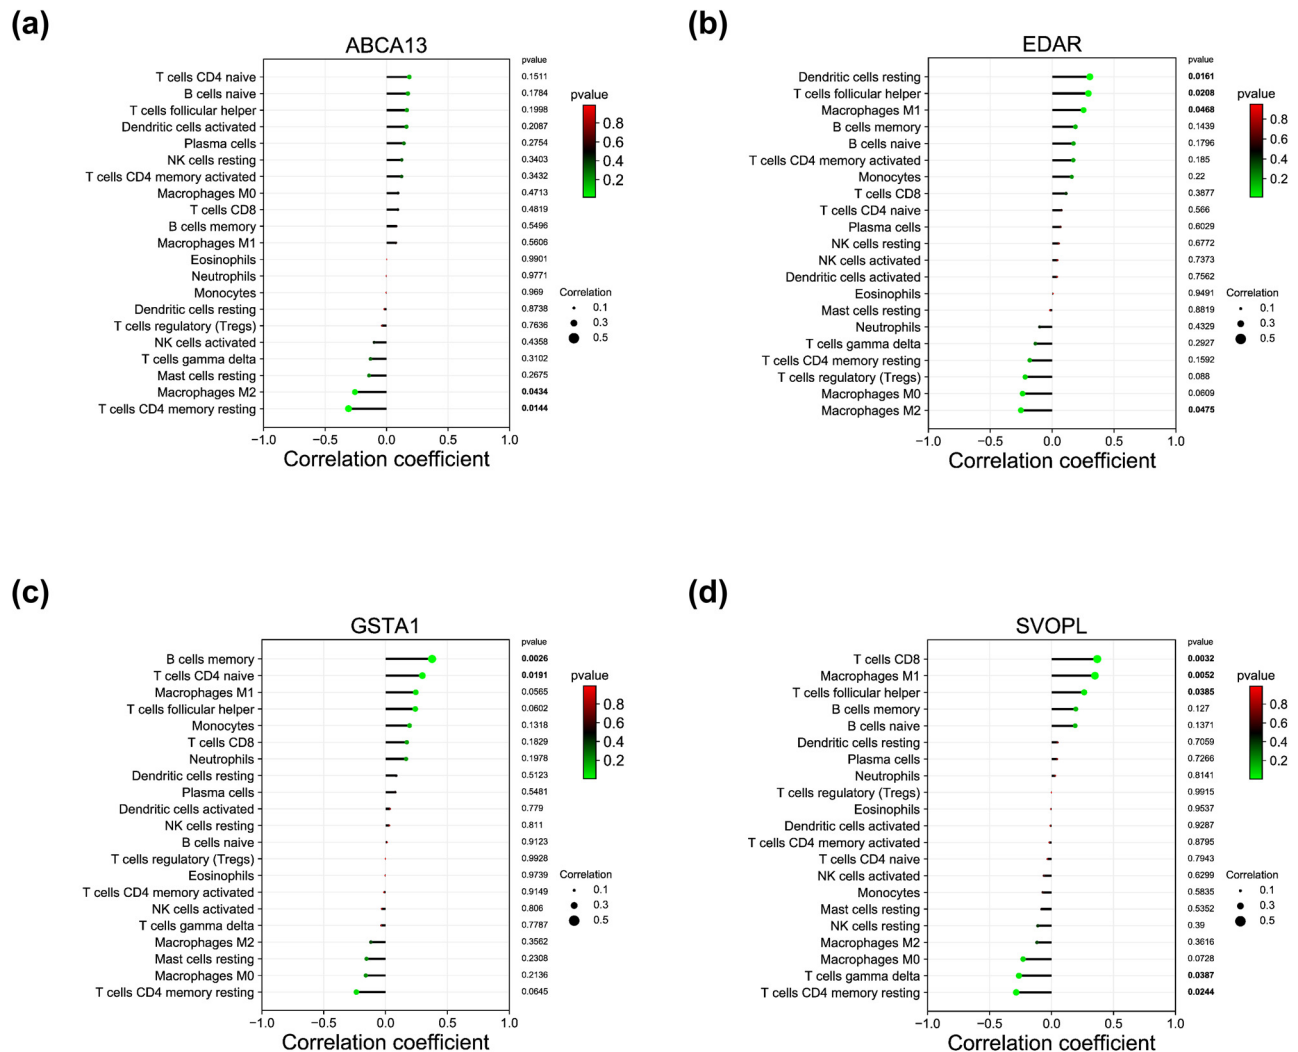 (a)
ABCA13
pvalue
T cells CD4 naive 0.1511
B cells naive 0.1784
T cells follicular helper 0.1998
Dendritic cells activated 0.2087
Plasma cells 0.2754
NK cells resting 0.3403
T cells CD4 memory activated 0.3432
Macrophages M0 0.4713
T cells CD8 0.4819
B cells memory 0.5496
Macrophages M1 0.5606
Eosinophils 0.9901
Neutrophils 0.9771
Monocytes 0.969
Dendritic cells resting 0.8738
T cells regulatory (Tregs) 0.7636
NK cells activated 0.4358
T cells gamma delta 0.3102
Mast cells resting 0.2675
Macrophages M2 0.0434
T cells CD4 memory resting 0.0144
−1.0 −0.5 0.0 0.5 1.0
Correlation coefficient
pvalue
0.8
0.6
0.4
0.2
Correlation
0.1
0.3
0.5
(b)
EDAR
pvalue
Dendritic cells resting 0.0161
T cells follicular helper 0.0208
Macrophages M1 0.0468
B cells memory 0.1439
B cells naive 0.1796
T cells CD4 memory activated 0.185
Monocytes 0.22
T cells CD8 0.3877
T cells CD4 naive 0.566
Plasma cells 0.6029
NK cells resting 0.6772
NK cells activated 0.7373
Dendritic cells activated 0.7562
Eosinophils 0.9491
Mast cells resting 0.8819
Neutrophils 0.4329
T cells gamma delta 0.2927
T cells CD4 memory resting 0.1592
T cells regulatory (Tregs) 0.088
Macrophages M0 0.0609
Macrophages M2 0.0475
−1.0 −0.5 0.0 0.5 1.0
Correlation coefficient
pvalue
0.8
0.6
0.4
0.2
Correlation
0.1
0.3
0.5
(c)
GSTA1
pvalue
B cells memory 0.0026
T cells CD4 naive 0.0191
Macrophages M1 0.0565
T cells follicular helper 0.0602
Monocytes 0.1318
T cells CD8 0.1829
Neutrophils 0.1978
Dendritic cells resting 0.5123
Plasma cells 0.5481
Dendritic cells activated 0.779
NK cells resting 0.811
B cells naive 0.9123
T cells regulatory (Tregs) 0.9928
Eosinophils 0.9739
T cells CD4 memory activated 0.9149
NK cells activated 0.806
T cells gamma delta 0.7787
Macrophages M2 0.3562
Mast cells resting 0.2308
Macrophages M0 0.2136
T cells CD4 memory resting 0.0645
−1.0 −0.5 0.0 0.5 1.0
Correlation coefficient
pvalue
0.8
0.6
0.4
0.2
Correlation
0.1
0.3
0.5
(d)
SVOPL
pvalue
T cells CD8 0.0032
Macrophages M1 0.0052
T cells follicular helper 0.0385
B cells memory 0.127
B cells naive 0.1371
Dendritic cells resting 0.7059
Plasma cells 0.7266
Neutrophils 0.8141
T cells regulatory (Tregs) 0.9915
Eosinophils 0.9537
Dendritic cells activated 0.9287
T cells CD4 memory activated 0.8795
T cells CD4 naive 0.7943
NK cells activated 0.6299
Monocytes 0.5835
Mast cells resting 0.5352
NK cells resting 0.39
Macrophages M2 0.3616
Macrophages M0 0.0728
T cells gamma delta 0.0387
T cells CD4 memory resting 0.0244
−1.0 −0.5 0.0 0.5 1.0
Correlation coefficient
pvalue
0.8
0.6
0.4
0.2
Correlation
0.1
0.3
0.5